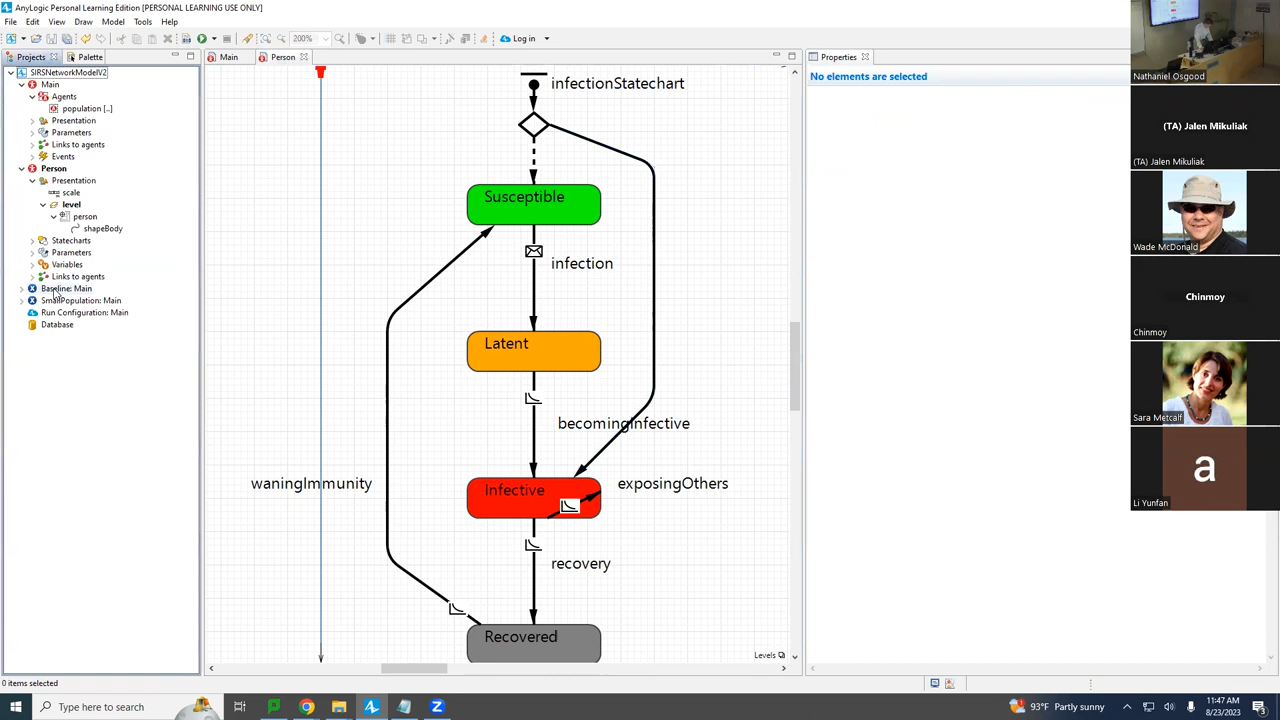 AnyLogic Personal Learning Edition [PERSONAL LEARNING USE ONLY]
File Edit View Draw Model Tools Help
200%
Log in
Projects
Palette
Main
Person
Properties
SIRSNetworkModelV2
Main
Agents
population [..]
Presentation
Parameters
Links to agents
Events
Person
Presentation
scale
level
person
shapeBody
Statecharts
Parameters
Variables
Links to agents
Baseline: Main
SmallPopulation: Main
Run Configuration: Main
Database
infectionStatechart
Susceptible
infection
Latent
becomingInfective
waningImmunity
Infective
exposingOthers
recovery
Recovered
Levels
No elements are selected
Nathaniel Osgood
(TA) Jalen Mikuliak
(TA) Jalen Mikuliak
Wade McDonald
Chinmoy
Chinmoy
Sara Metcalf
a
Li Yunfan
0 items selected
Type here to search
93°F Partly sunny
11:47 AM
8/23/2023
3